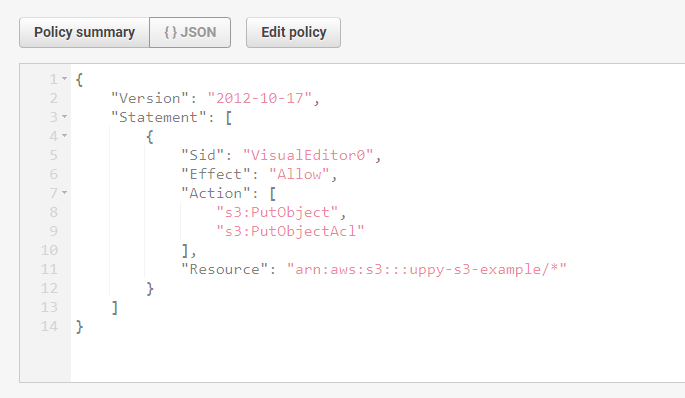 Policy summary { } JSON Edit policy
1 {
2 "Version": "2012-10-17",
3 "Statement": [
4 {
5 "Sid": "VisualEditor0",
6 "Effect": "Allow",
7 "Action": [
8 "s3:PutObject",
9 "s3:PutObjectAcl"
10 ],
11 "Resource": "arn:aws:s3:::uppy-s3-example/*"
12 }
13 ]
14 }